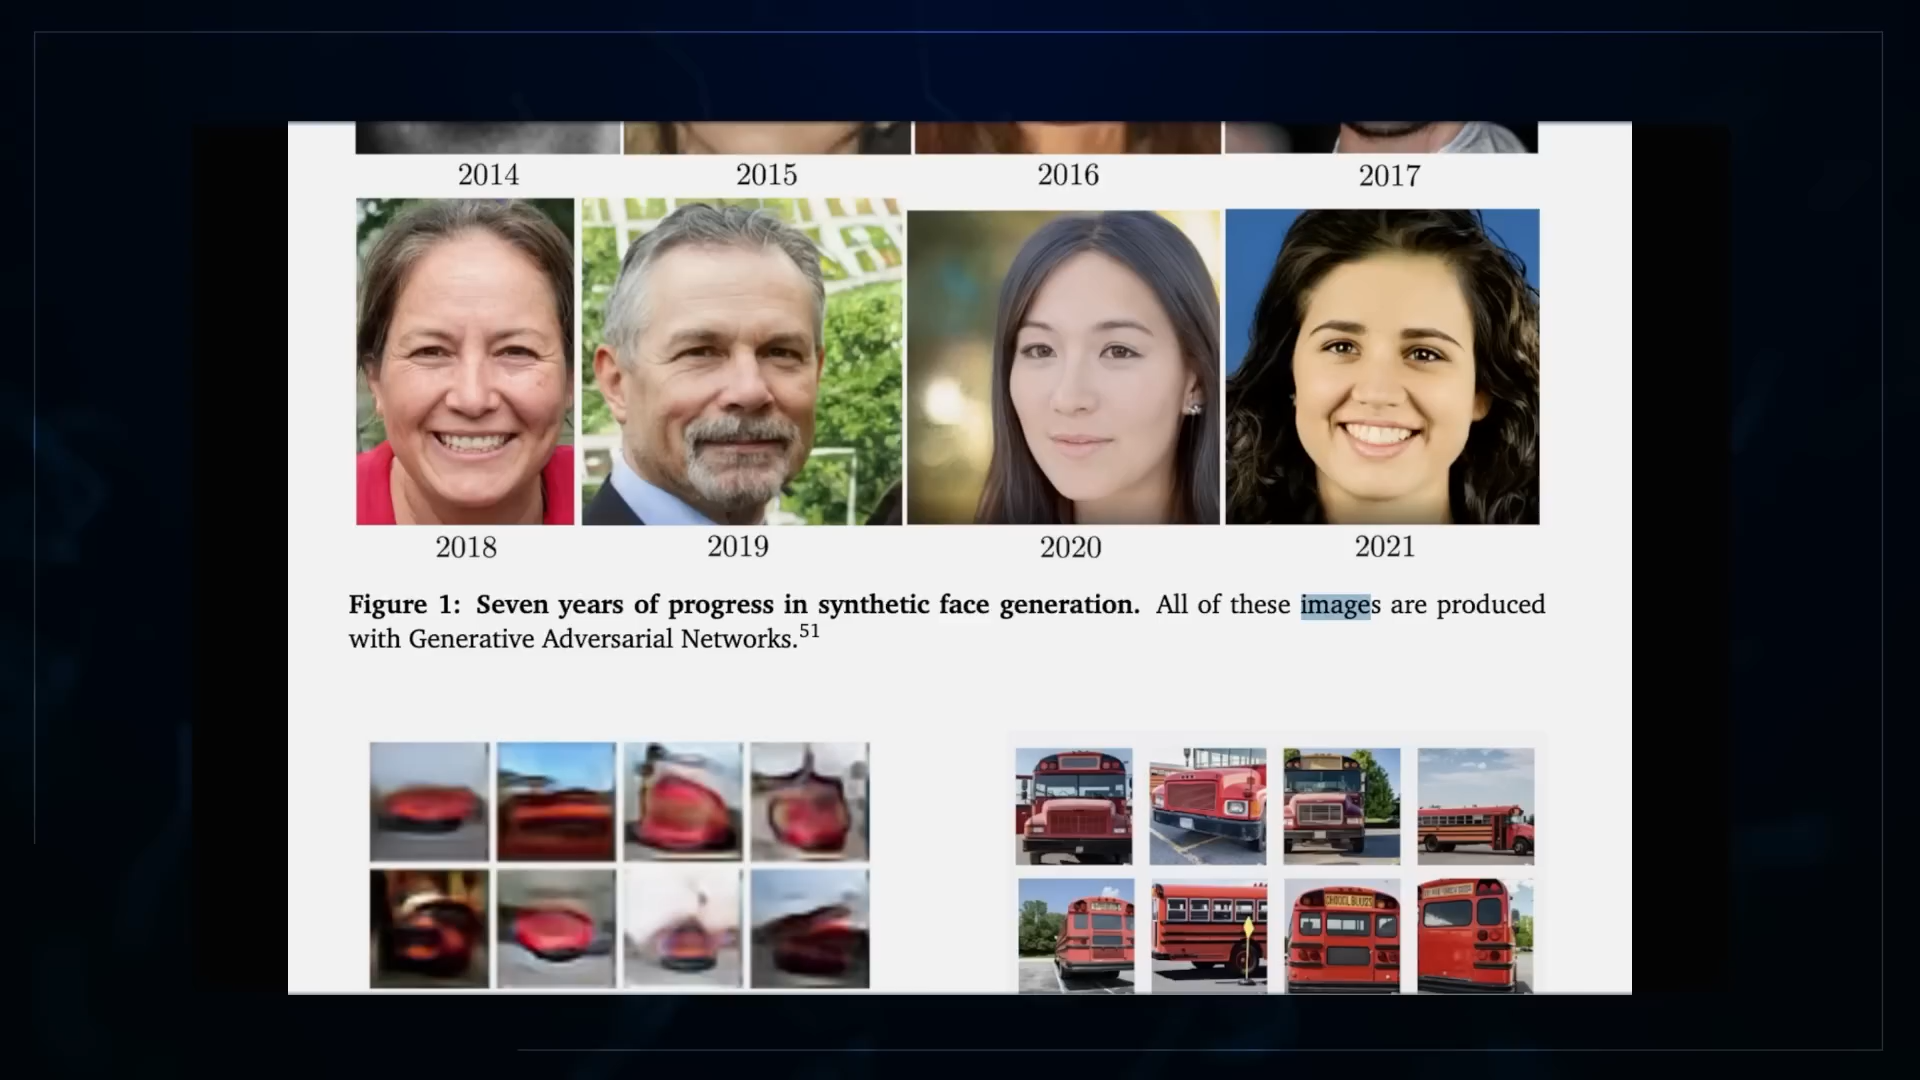 2014 2015 2016 2017
2018 2019 2020 2021
Figure 1: Seven years of progress in synthetic face generation. All of these images are produced
with Generative Adversarial Networks.51